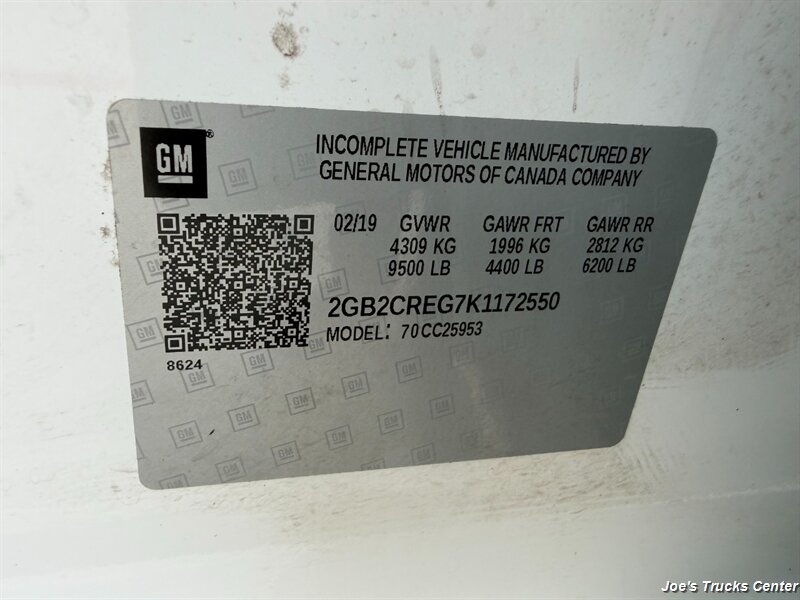 GM®
INCOMPLETE VEHICLE MANUFACTURED BY
GENERAL MOTORS OF CANADA COMPANY
02/19 GVWR GAWR FRT GAWR RR
4309 KG 1996 KG 2812 KG
9500 LB 4400 LB 6200 LB
2GB2CREG7K1172550
MODEL: 70CC25953
8624
Joe's Trucks Center